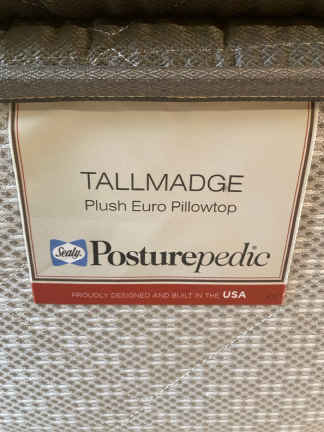 TALLMADGE
Plush Euro Pillowtop
Sealy Posturepedic
PROUDLY DESIGNED AND BUILT IN THE USA